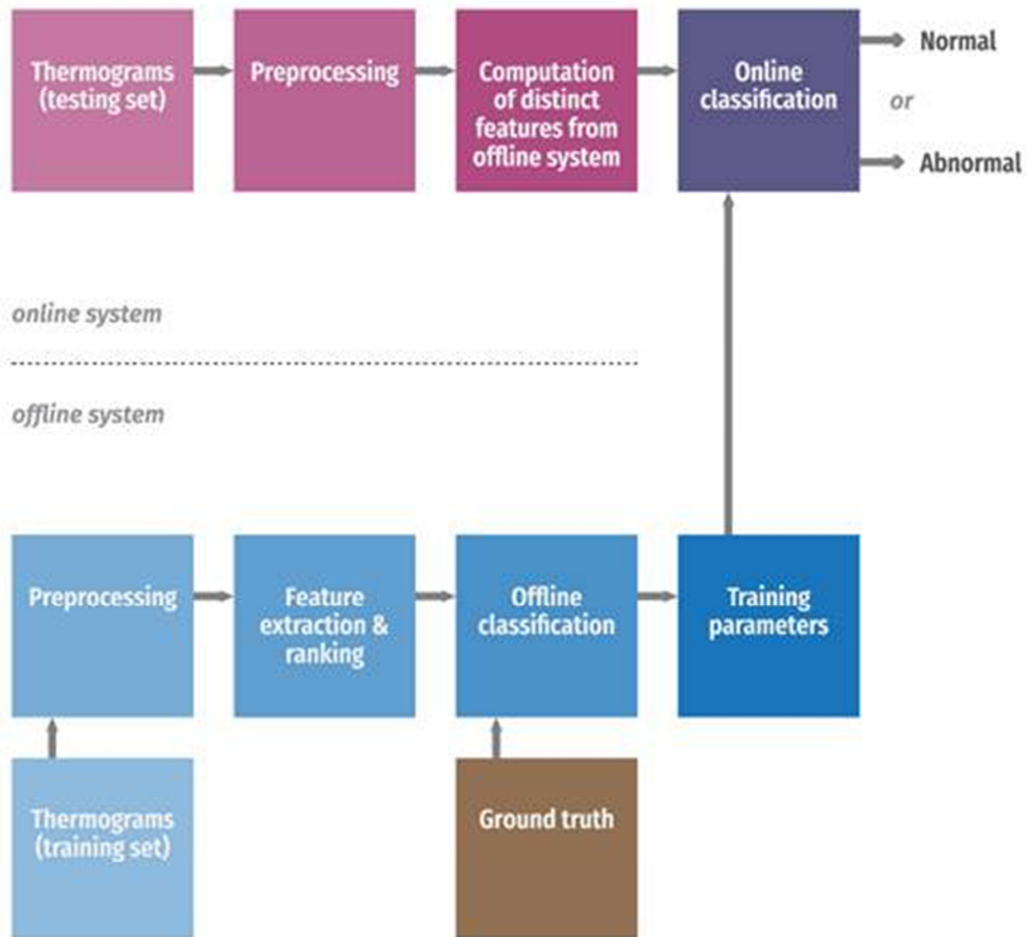 Thermograms
(testing set)
Preprocessing
Computation
of distinct
features from
offline system
Online
classification
Normal
or
Abnormal
online system
offline system
Preprocessing
Feature
extraction &
ranking
Offline
classification
Training
parameters
Thermograms
(training set)
Ground truth